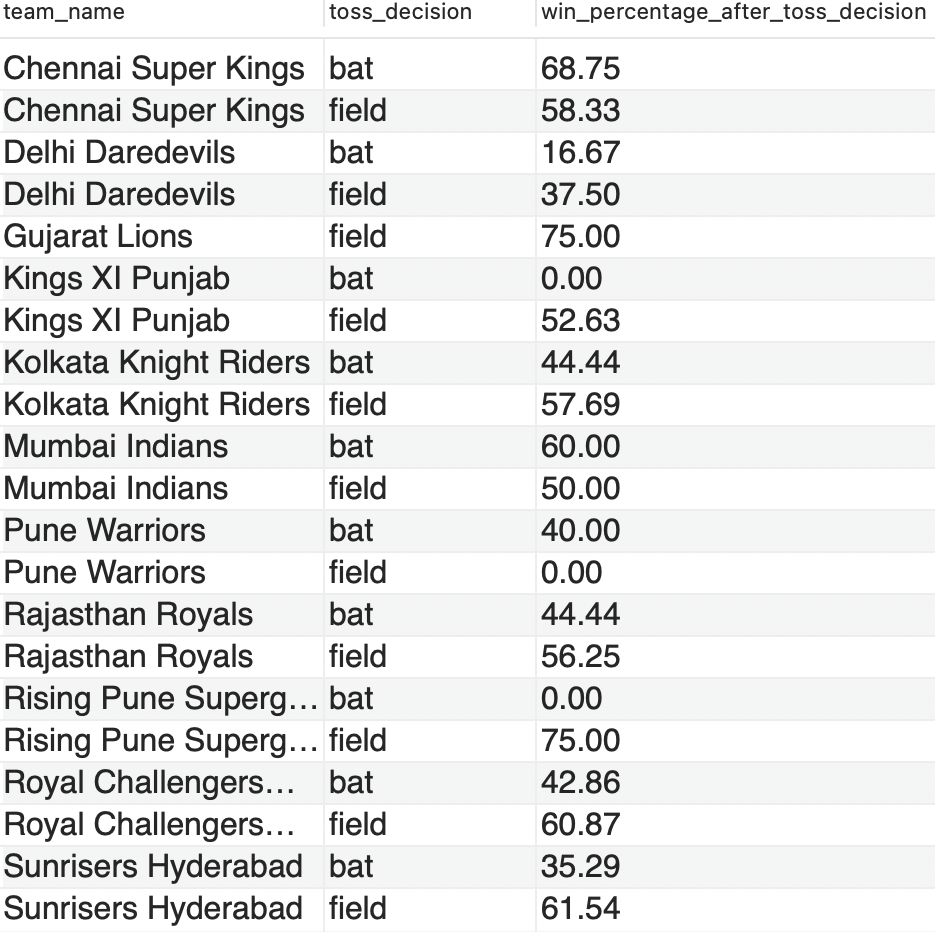 team_name toss_decision win_percentage_after_toss_decision
Chennai Super Kings bat 68.75
Chennai Super Kings field 58.33
Delhi Daredevils bat 16.67
Delhi Daredevils field 37.50
Gujarat Lions field 75.00
Kings XI Punjab bat 0.00
Kings XI Punjab field 52.63
Kolkata Knight Riders bat 44.44
Kolkata Knight Riders field 57.69
Mumbai Indians bat 60.00
Mumbai Indians field 50.00
Pune Warriors bat 40.00
Pune Warriors field 0.00
Rajasthan Royals bat 44.44
Rajasthan Royals field 56.25
Rising Pune Superg... bat 0.00
Rising Pune Superg... field 75.00
Royal Challengers... bat 42.86
Royal Challengers... field 60.87
Sunrisers Hyderabad bat 35.29
Sunrisers Hyderabad field 61.54